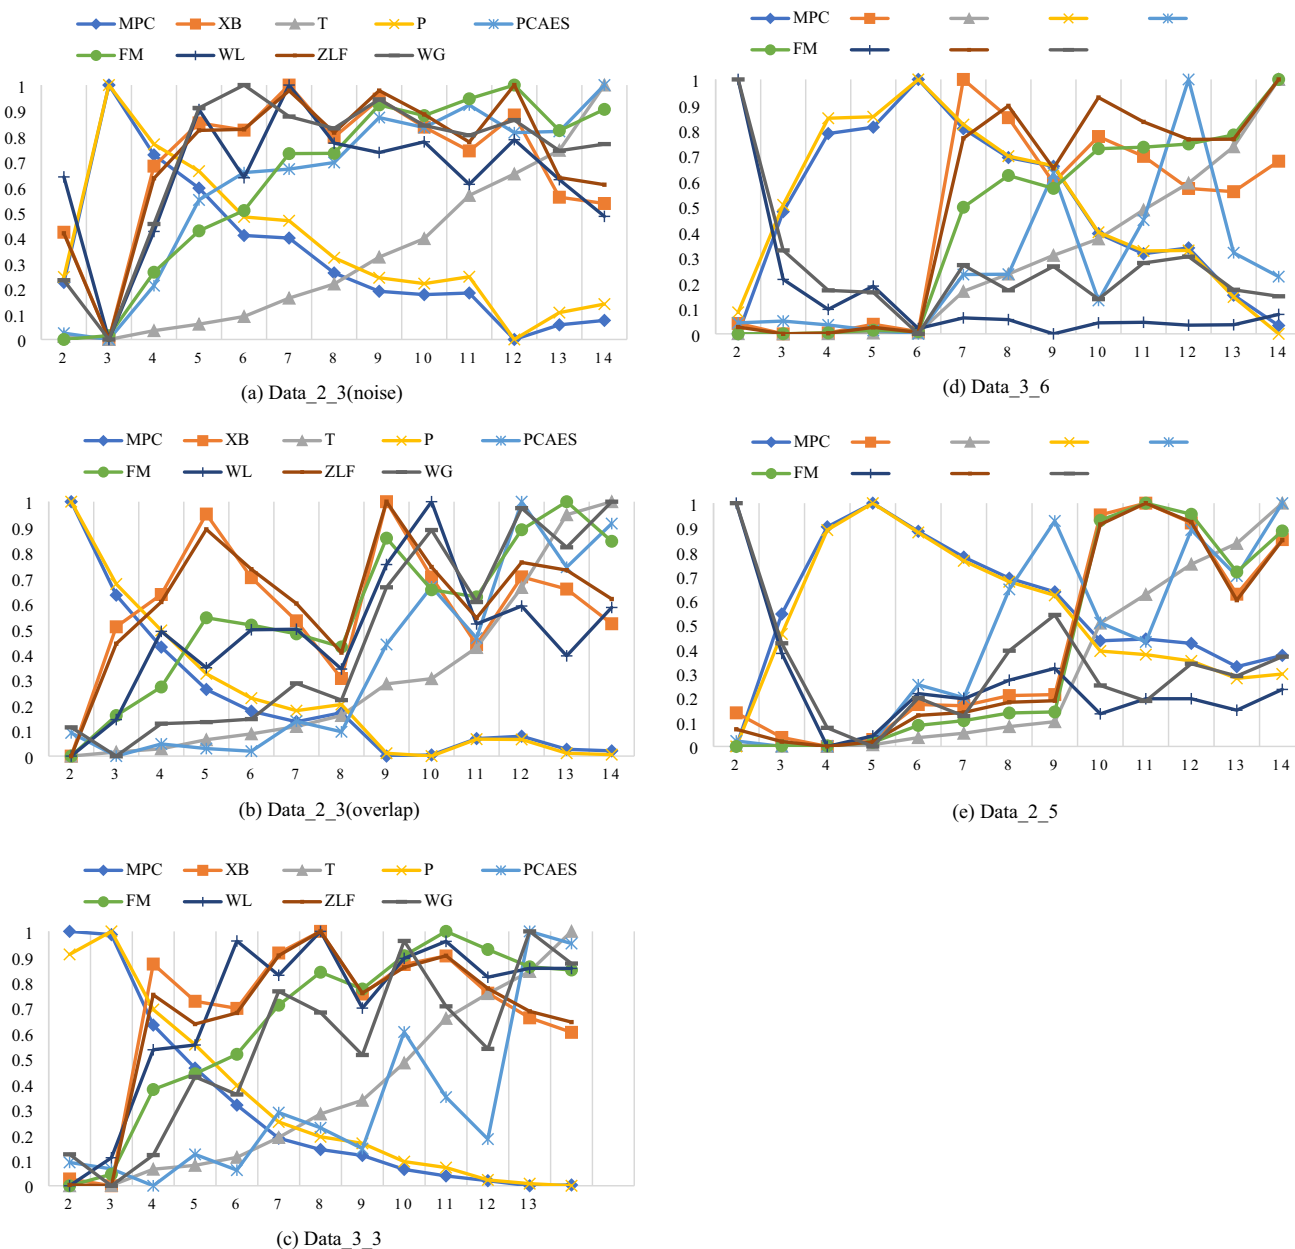 MPC XB T P PCAES
FM WL ZLF WG
1
0.9
0.8
0.7
0.6
0.5
0.4
0.3
0.2
0.1
0
2 3 4 5 6 7 8 9 10 11 12 13 14
(a) Data_2_3(noise)
MPC XB T P PCAES
FM WL ZLF WG
1
0.9
0.8
0.7
0.6
0.5
0.4
0.3
0.2
0.1
0
2 3 4 5 6 7 8 9 10 11 12 13 14
(b) Data_2_3(overlap)
MPC XB T P PCAES
FM WL ZLF WG
1
0.9
0.8
0.7
0.6
0.5
0.4
0.3
0.2
0.1
0
2 3 4 5 6 7 8 9 10 11 12 13
(c) Data_3_3
MPC
FM
1
0.9
0.8
0.7
0.6
0.5
0.4
0.3
0.2
0.1
0
2 3 4 5 6 7 8 9 10 11 12 13 14
(d) Data_3_6
MPC
FM
1
0.9
0.8
0.7
0.6
0.5
0.4
0.3
0.2
0.1
0
2 3 4 5 6 7 8 9 10 11 12 13 14
(e) Data_2_5